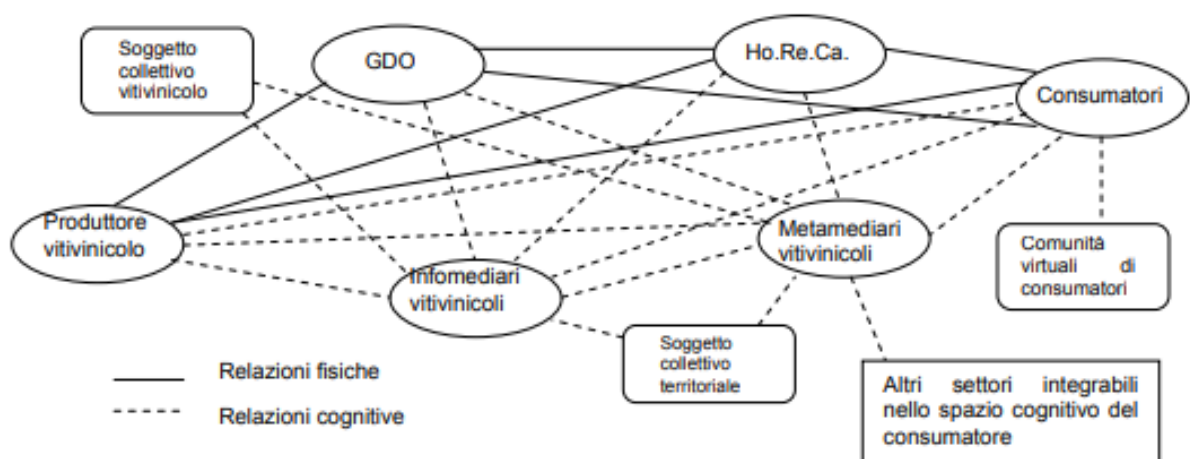 Soggetto
collettivo
vitivinicolo
GDO
Ho.Re.Ca.
Consumatori
Produttore
vitivinicolo
Infomediari
vitivinicoli
Metamediari
vitivinicoli
Comunità
virtuali di
consumatori
Soggetto
collettivo
territoriale
Altri settori integrabili
nello spazio cognitivo del
consumatore
Relazioni fisiche
Relazioni cognitive